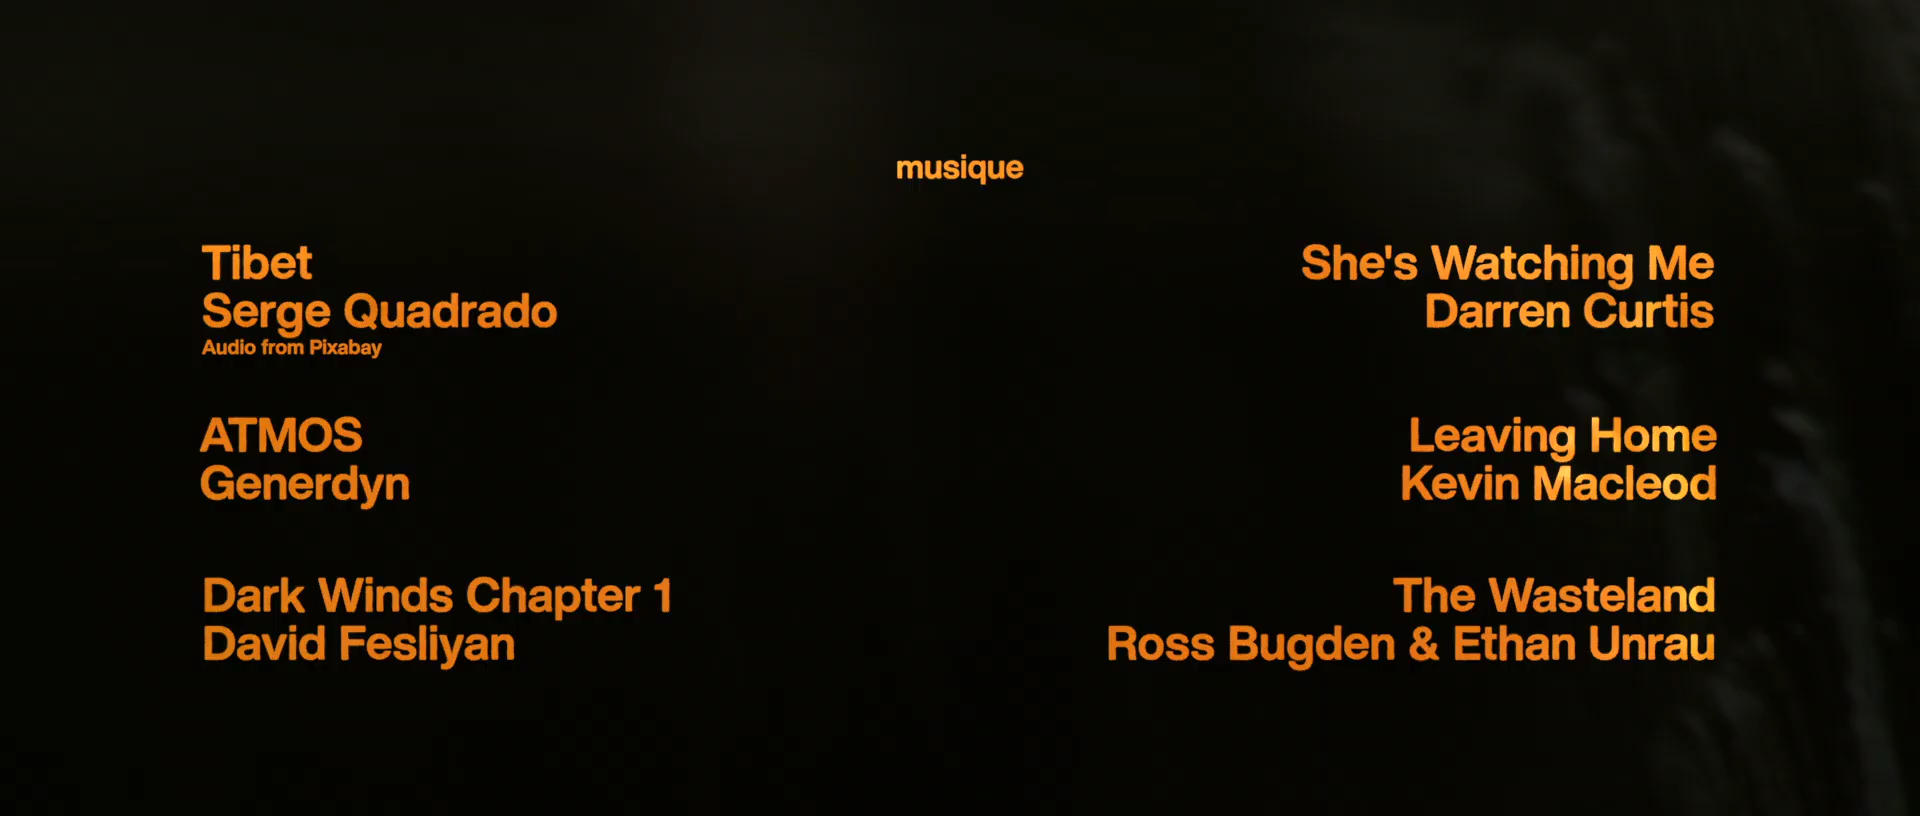 musique
Tibet
Serge Quadrado
Audio from Pixabay
ATMOS
Generdyn
Dark Winds Chapter 1
David Fesliyan
She's Watching Me
Darren Curtis
Leaving Home
Kevin Macleod
The Wasteland
Ross Bugden & Ethan Unrau